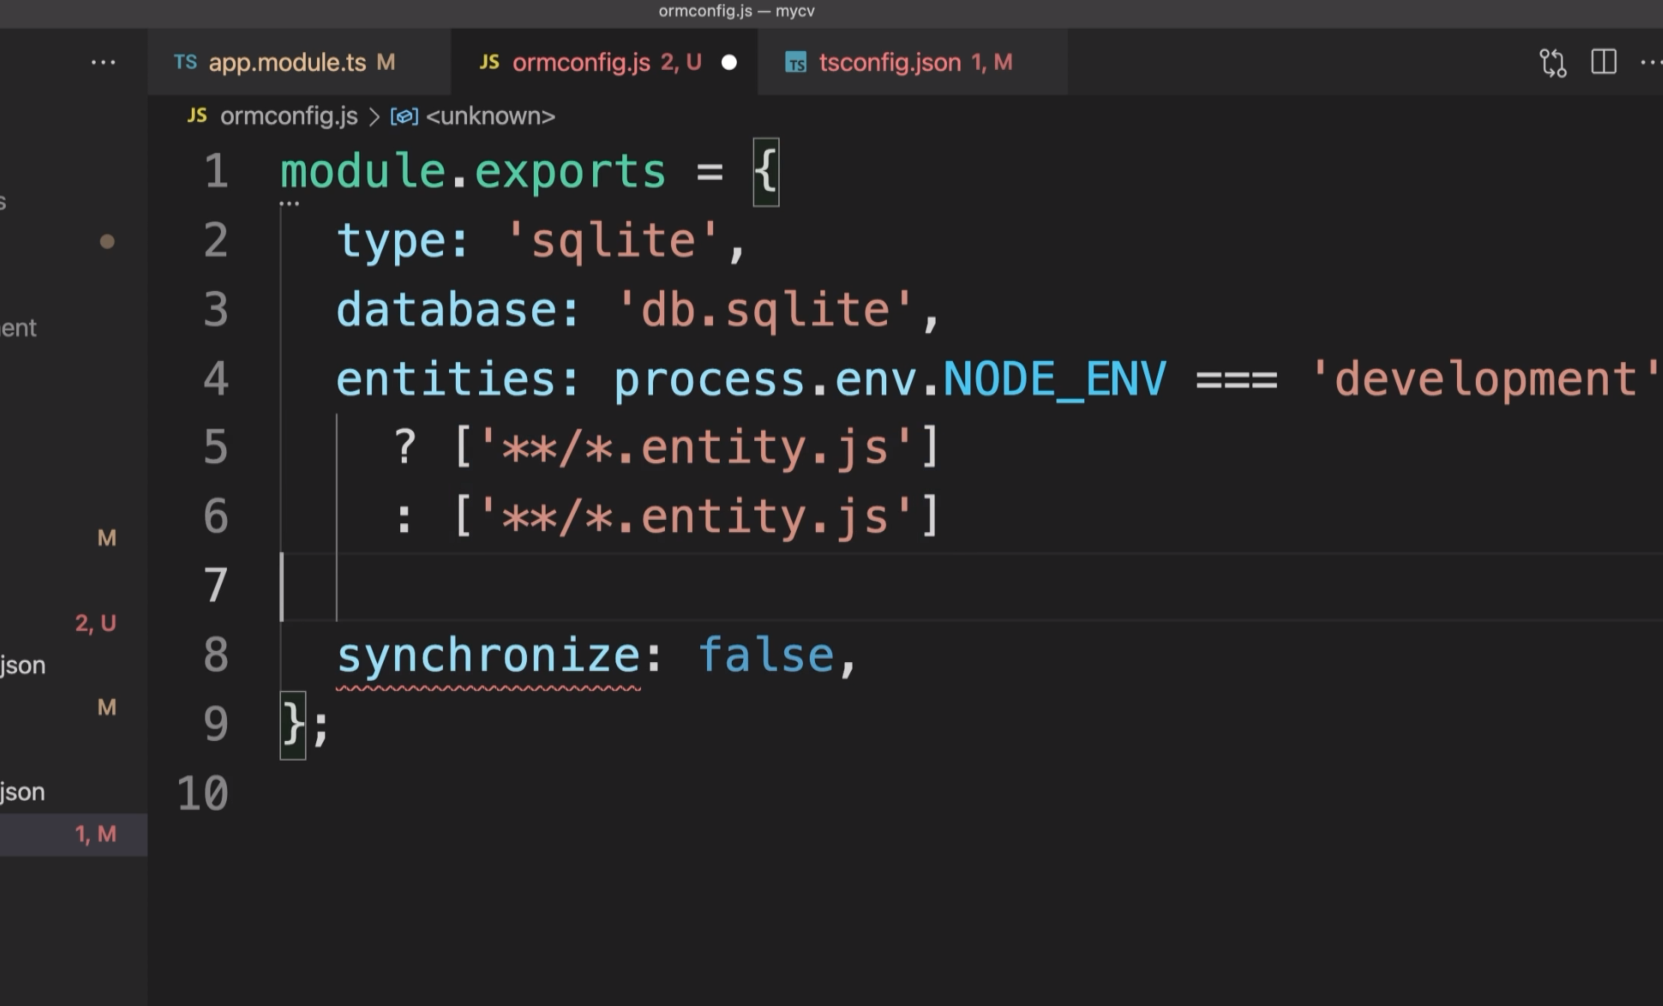 ormconfig.js — mycv
TS app.module.ts M
JS ormconfig.js 2, U
TS tsconfig.json 1, M
JS ormconfig.js > <unknown>
1 module.exports = {
2 type: 'sqlite',
3 database: 'db.sqlite',
4 entities: process.env.NODE_ENV === 'development'
5 ? ['**/*.entity.js']
6 : ['**/*.entity.js']
7
8 synchronize: false,
9 };
10
s
ent
M
2, U
json
M
json
1, M